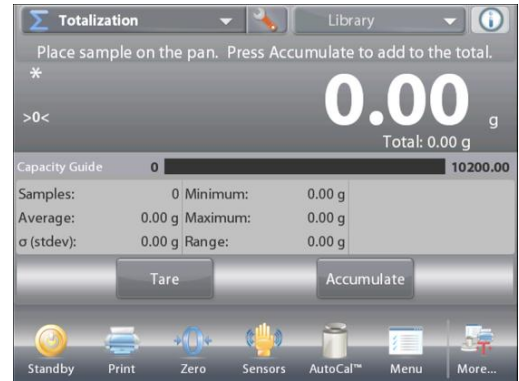 Σ Totalization Library
Place sample on the pan. Press Accumulate to add to the total.
*
>0< 0.00 g
Total: 0.00 g
Capacity Guide 0 10200.00
Samples: 0 Minimum: 0.00 g
Average: 0.00 g Maximum: 0.00 g
σ (stdev): 0.00 g Range: 0.00 g
Tare Accumulate
Standby Print Zero Sensors AutoCal™ Menu More...